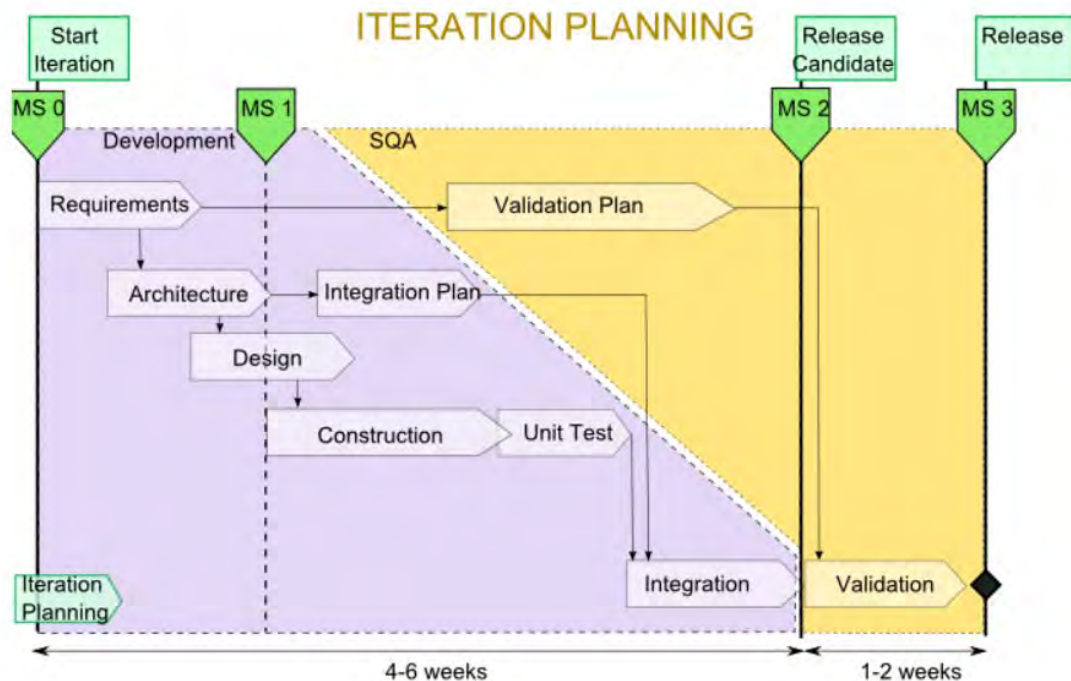 ITERATION PLANNING
Start
Iteration
Release
Candidate
Release
MS 0
MS 1
MS 2
MS 3
Development
SQA
Requirements
Validation Plan
Architecture
Integration Plan
Design
Construction
Unit Test
Iteration
Planning
Integration
Validation
4-6 weeks
1-2 weeks